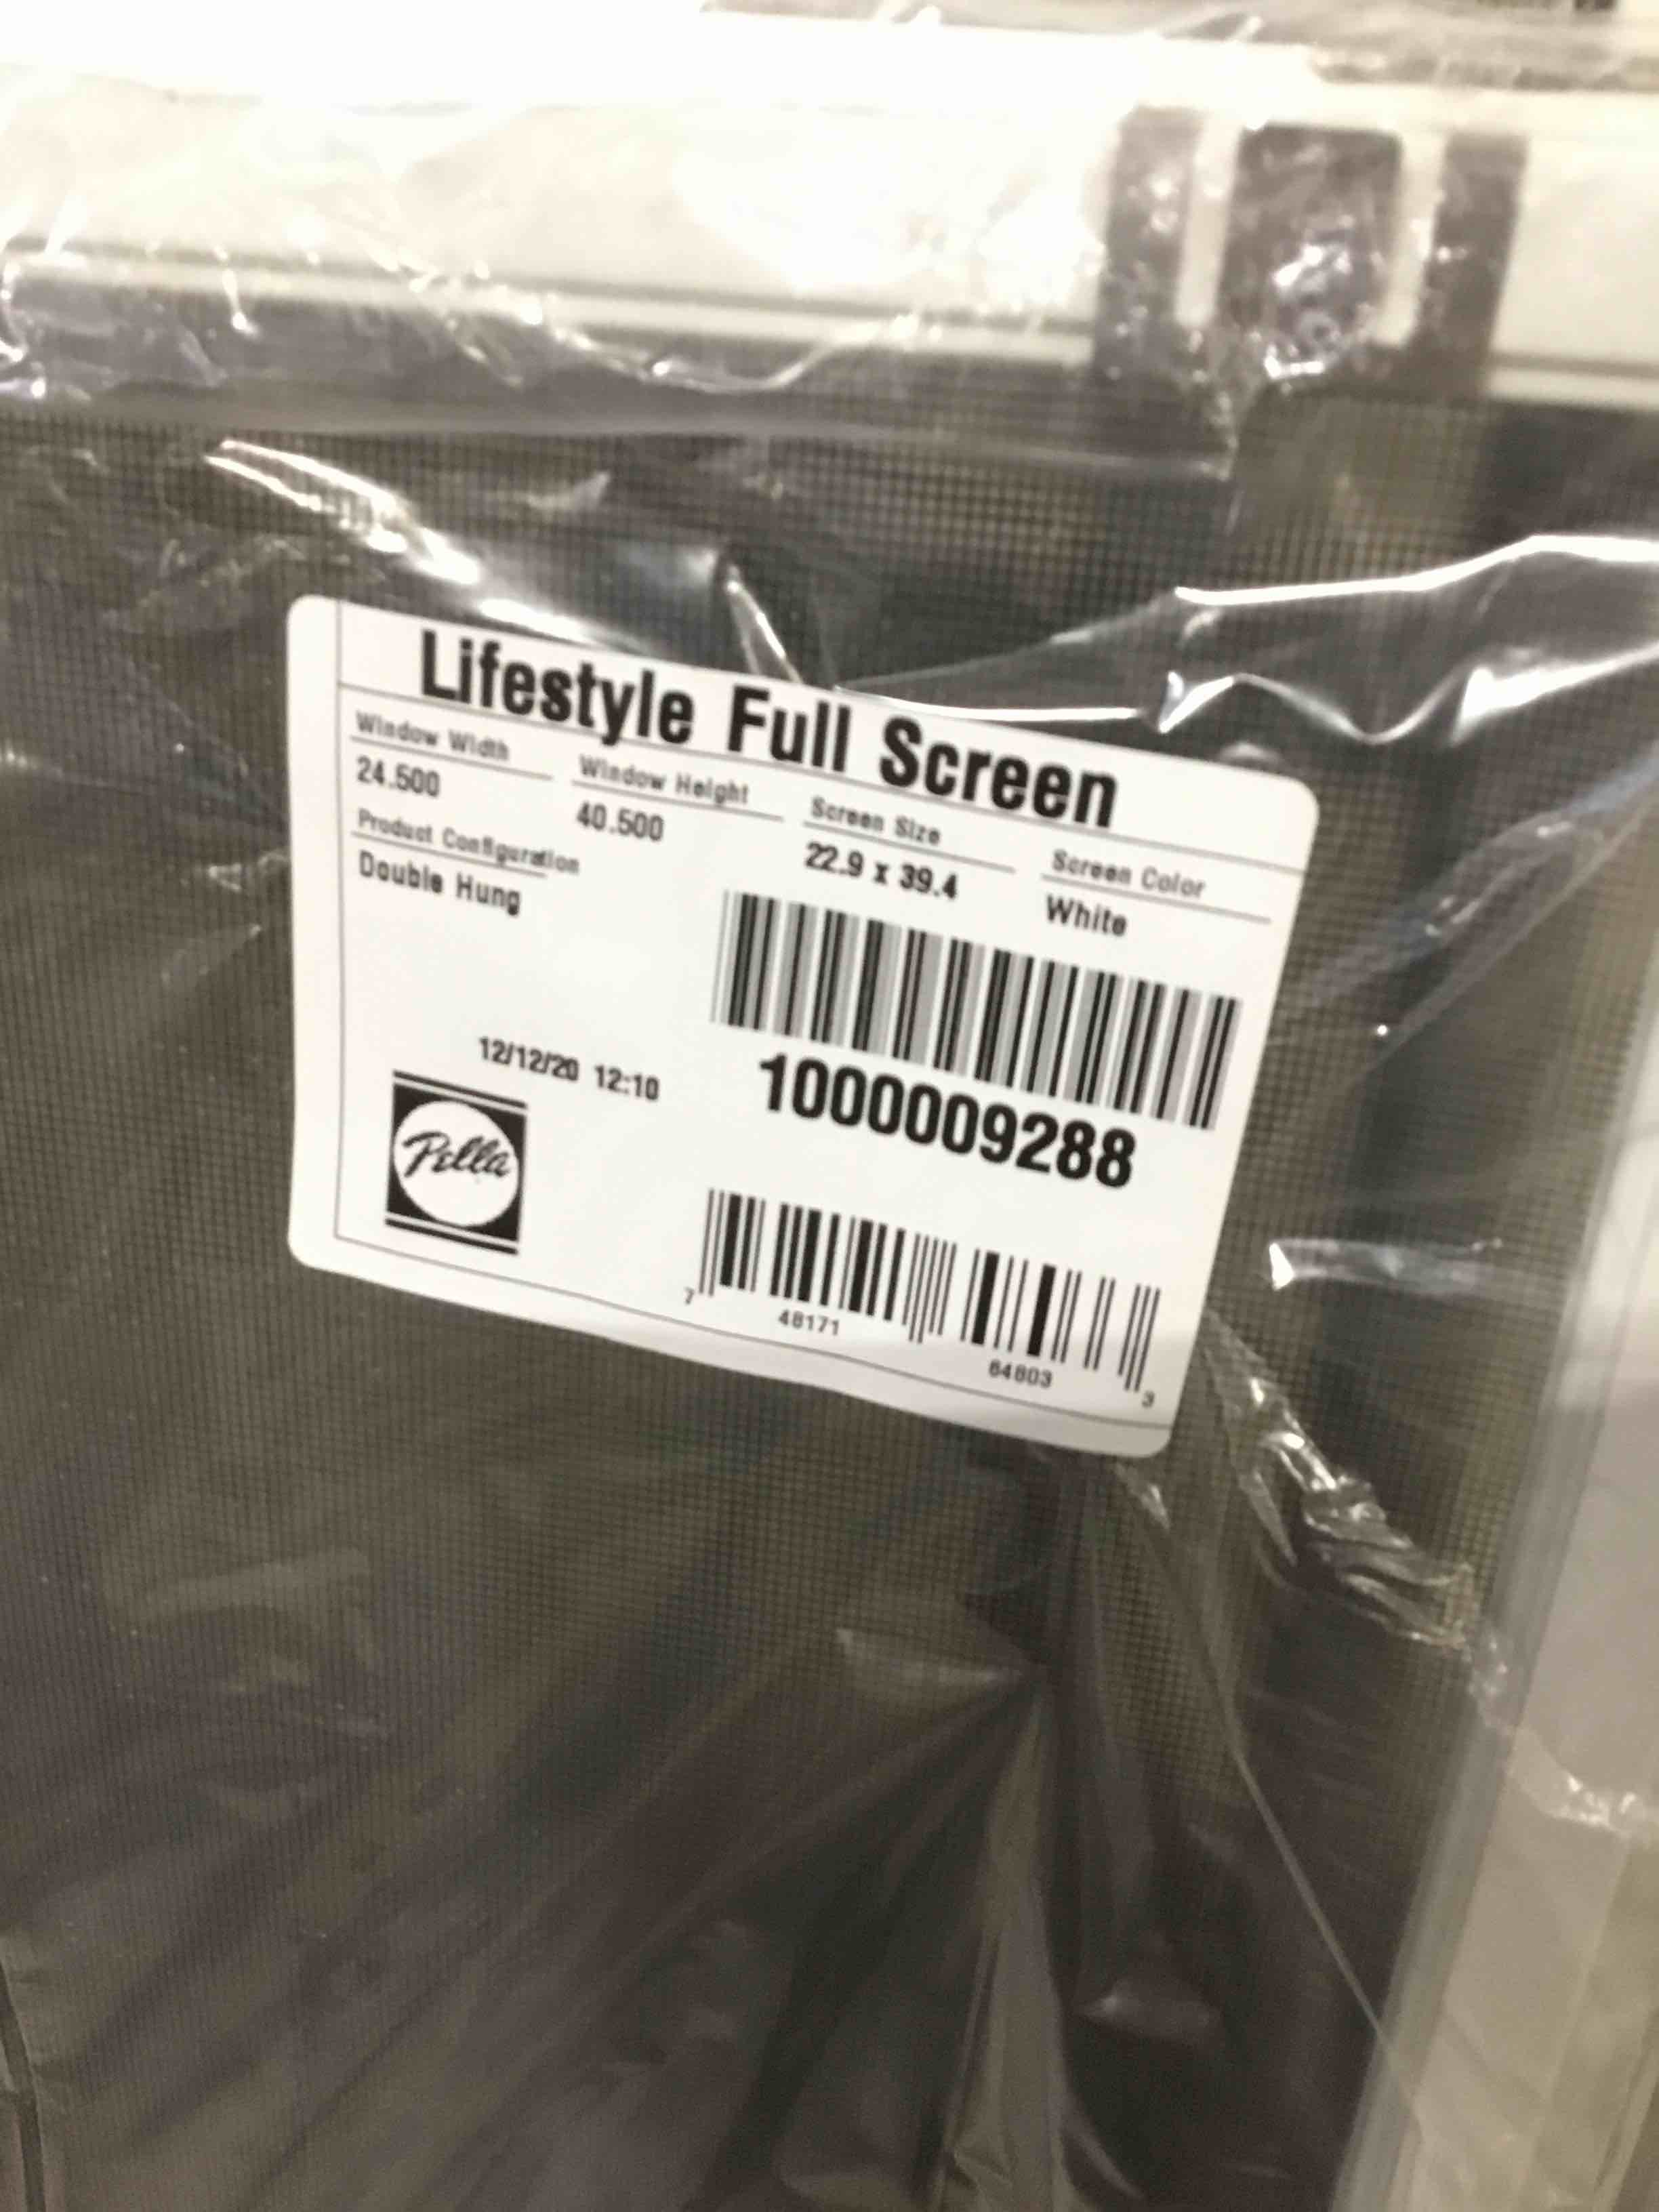 Lifestyle Full Screen
Window Width
24.500
Window Height
40.500
Screen Size
22.9 x 39.4
Screen Color
White
Product Configuration
Double Hung
12/12/20 12:10
1000009288
Pella
7 48171 64803 3